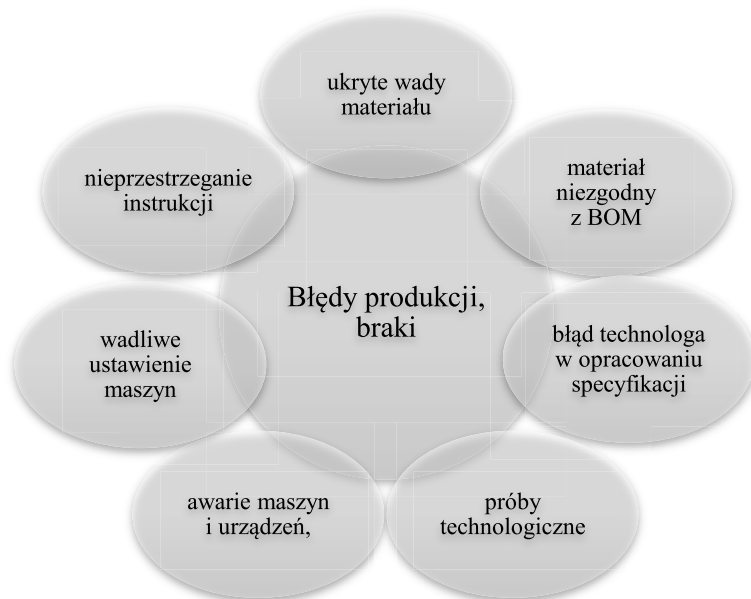 ukryte wady
materiału
materiał
niezgodny
z BOM
nieprzestrzeganie
instrukcji
Błędy produkcji,
braki
błąd technologa
w opracowaniu
specyfikacji
wadliwe
ustawienie
maszyn
awarie maszyn
i urządzeń,
próby
technologiczne